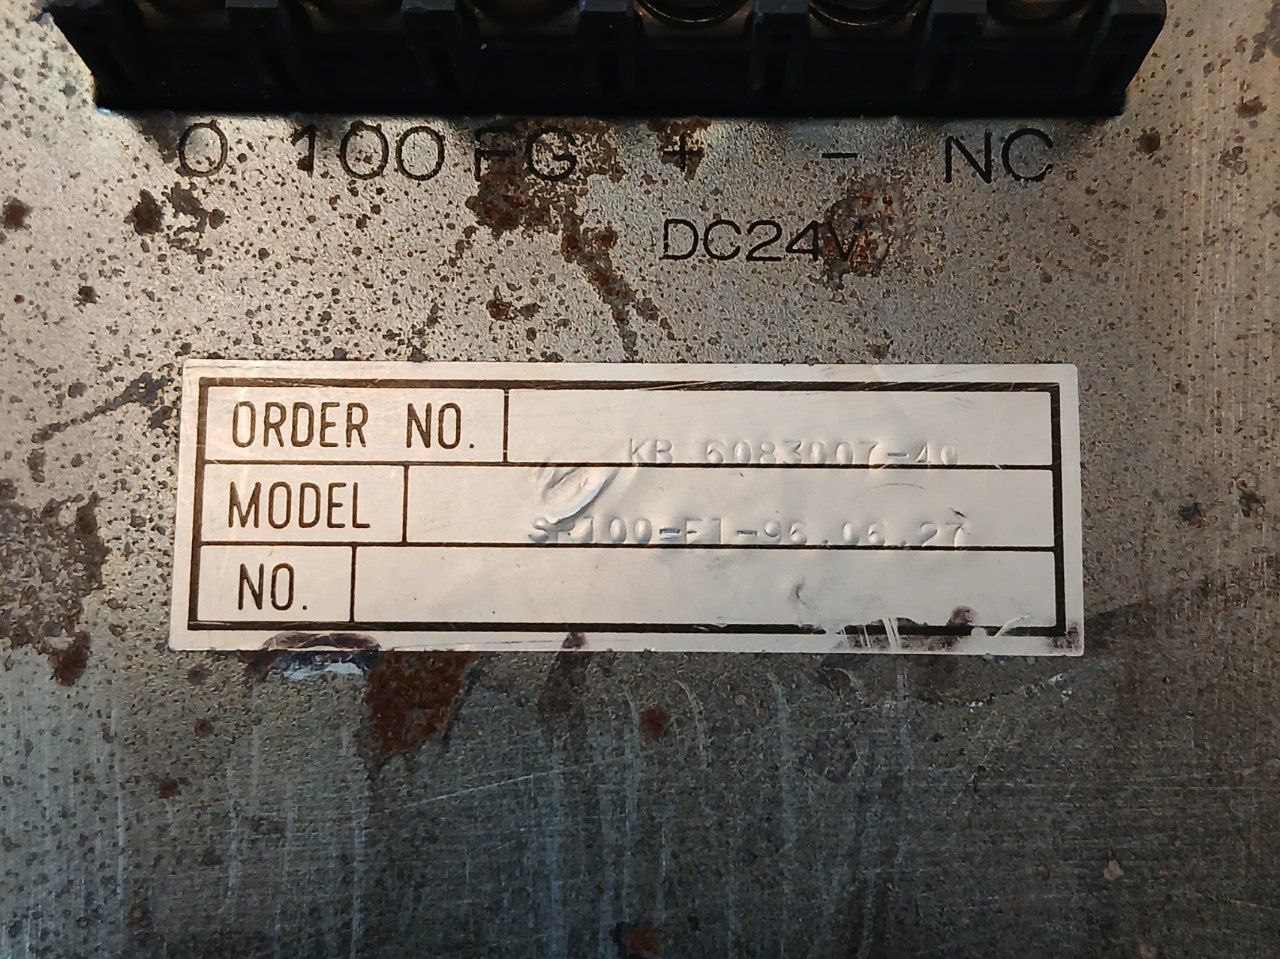 0 100 FG + - NC
DC24V
ORDER NO. KB 6083007-40
MODEL
NO.